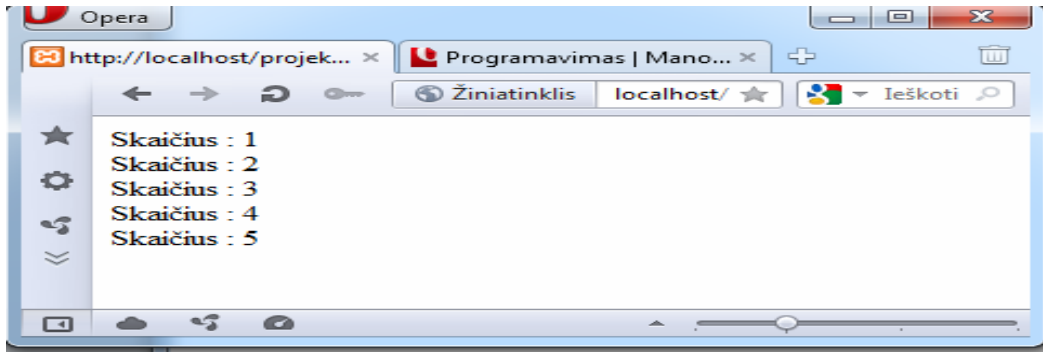 Opera
http://localhost/projek...
Programavimas | Mano...
Žiniatinklis
localhost/
Ieškoti
Skaičius : 1
Skaičius : 2
Skaičius : 3
Skaičius : 4
Skaičius : 5